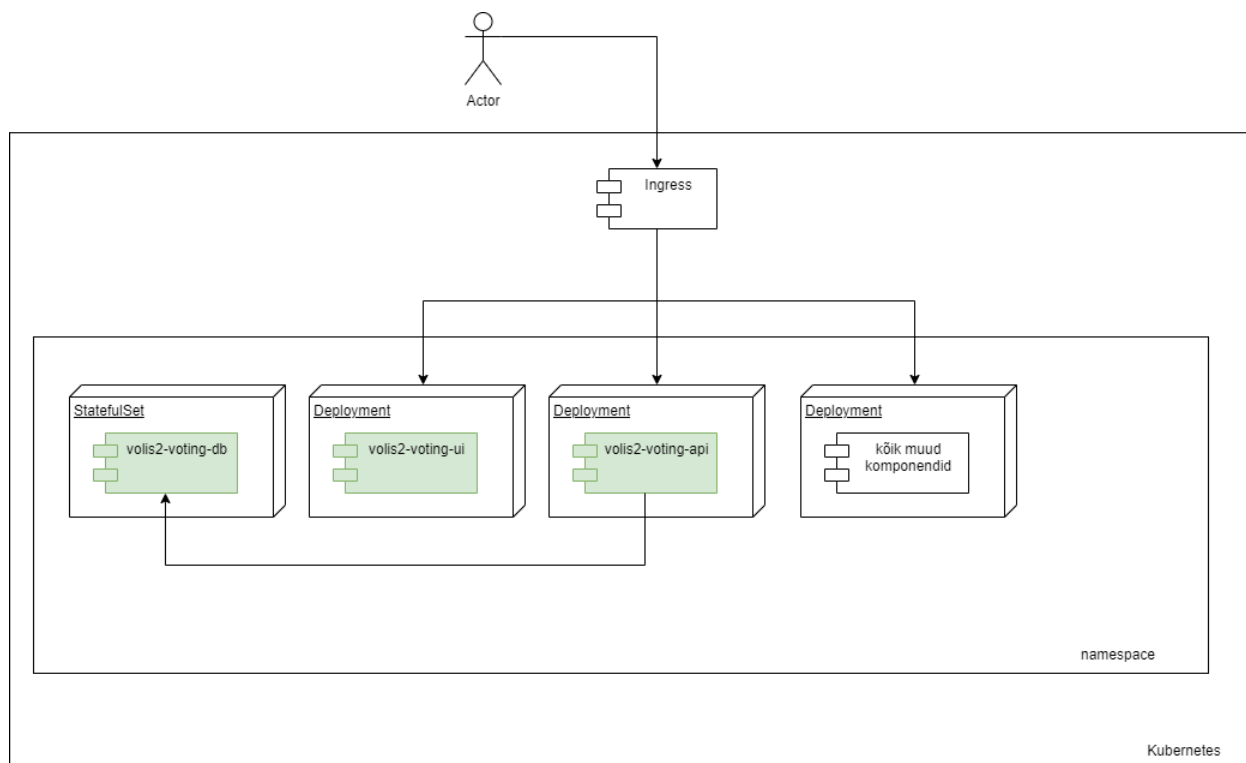 Actor
Ingress
StatefulSet
volis2-voting-db
Deployment
volis2-voting-ui
Deployment
volis2-voting-api
Deployment
kõik muud
komponendid
namespace
Kubernetes